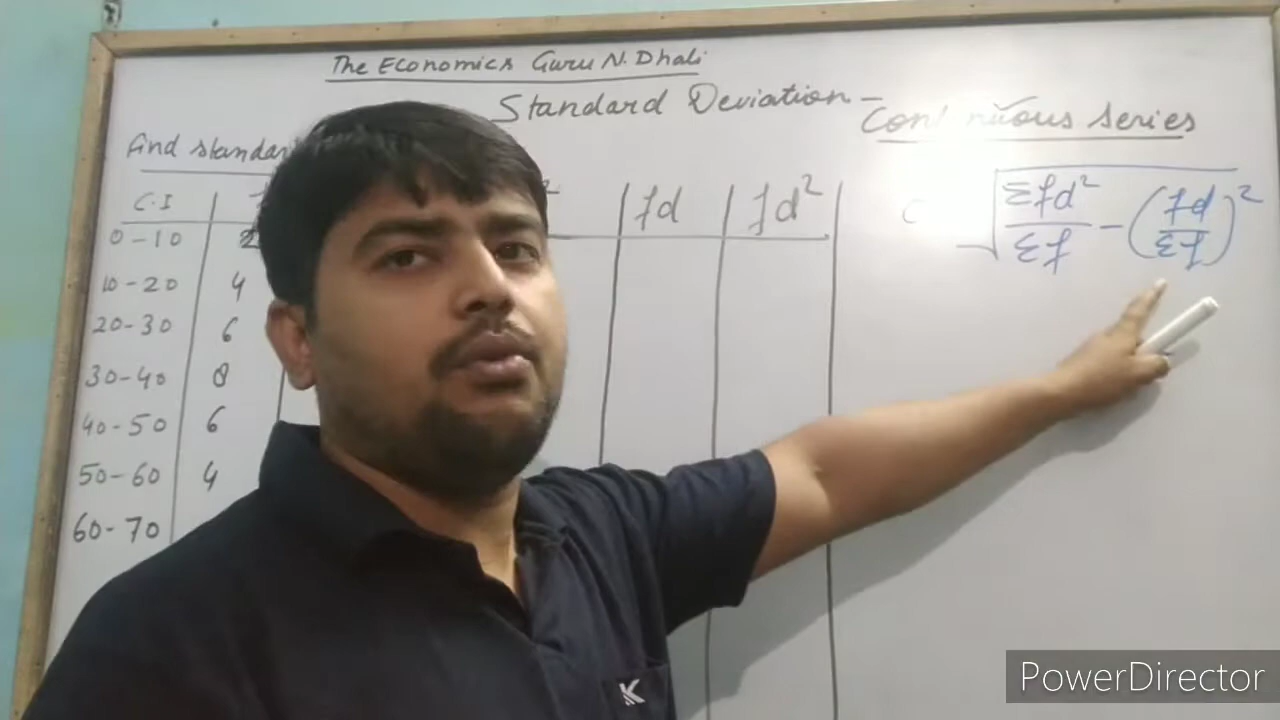 The Economics Guru N. Dhali
Standard Deviation –
Continuous series
find standar
C.I fd fd²
0-10 2
10-20 4
20-30 6
30-40 8
40-50 6
50-60 4
60-70
√ Σfd²/Σf – (fd/Σf)²
K
PowerDirector